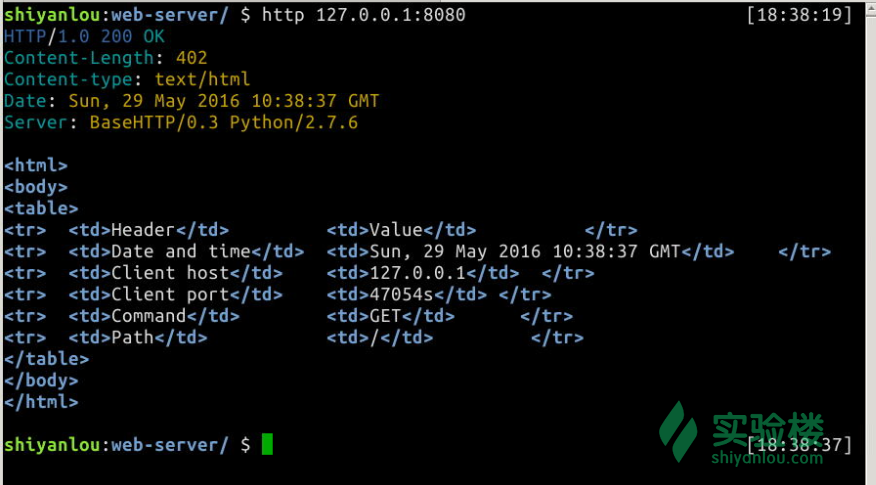 shiyanlou:web-server/ $ http 127.0.0.1:8080 [18:38:19]
HTTP/1.0 200 OK
Content-Length: 402
Content-type: text/html
Date: Sun, 29 May 2016 10:38:37 GMT
Server: BaseHTTP/0.3 Python/2.7.6
<html>
<body>
<table>
<tr> <td>Header</td> <td>Value</td> </tr>
<tr> <td>Date and time</td> <td>Sun, 29 May 2016 10:38:37 GMT</td> </tr>
<tr> <td>Client host</td> <td>127.0.0.1</td> </tr>
<tr> <td>Client port</td> <td>47054s</td> </tr>
<tr> <td>Command</td> <td>GET</td> </tr>
<tr> <td>Path</td> <td>/</td> </tr>
</table>
</body>
</html>
实验楼
shiyanlou:web-server/ $ [18:38:37]
shiyanlou.com